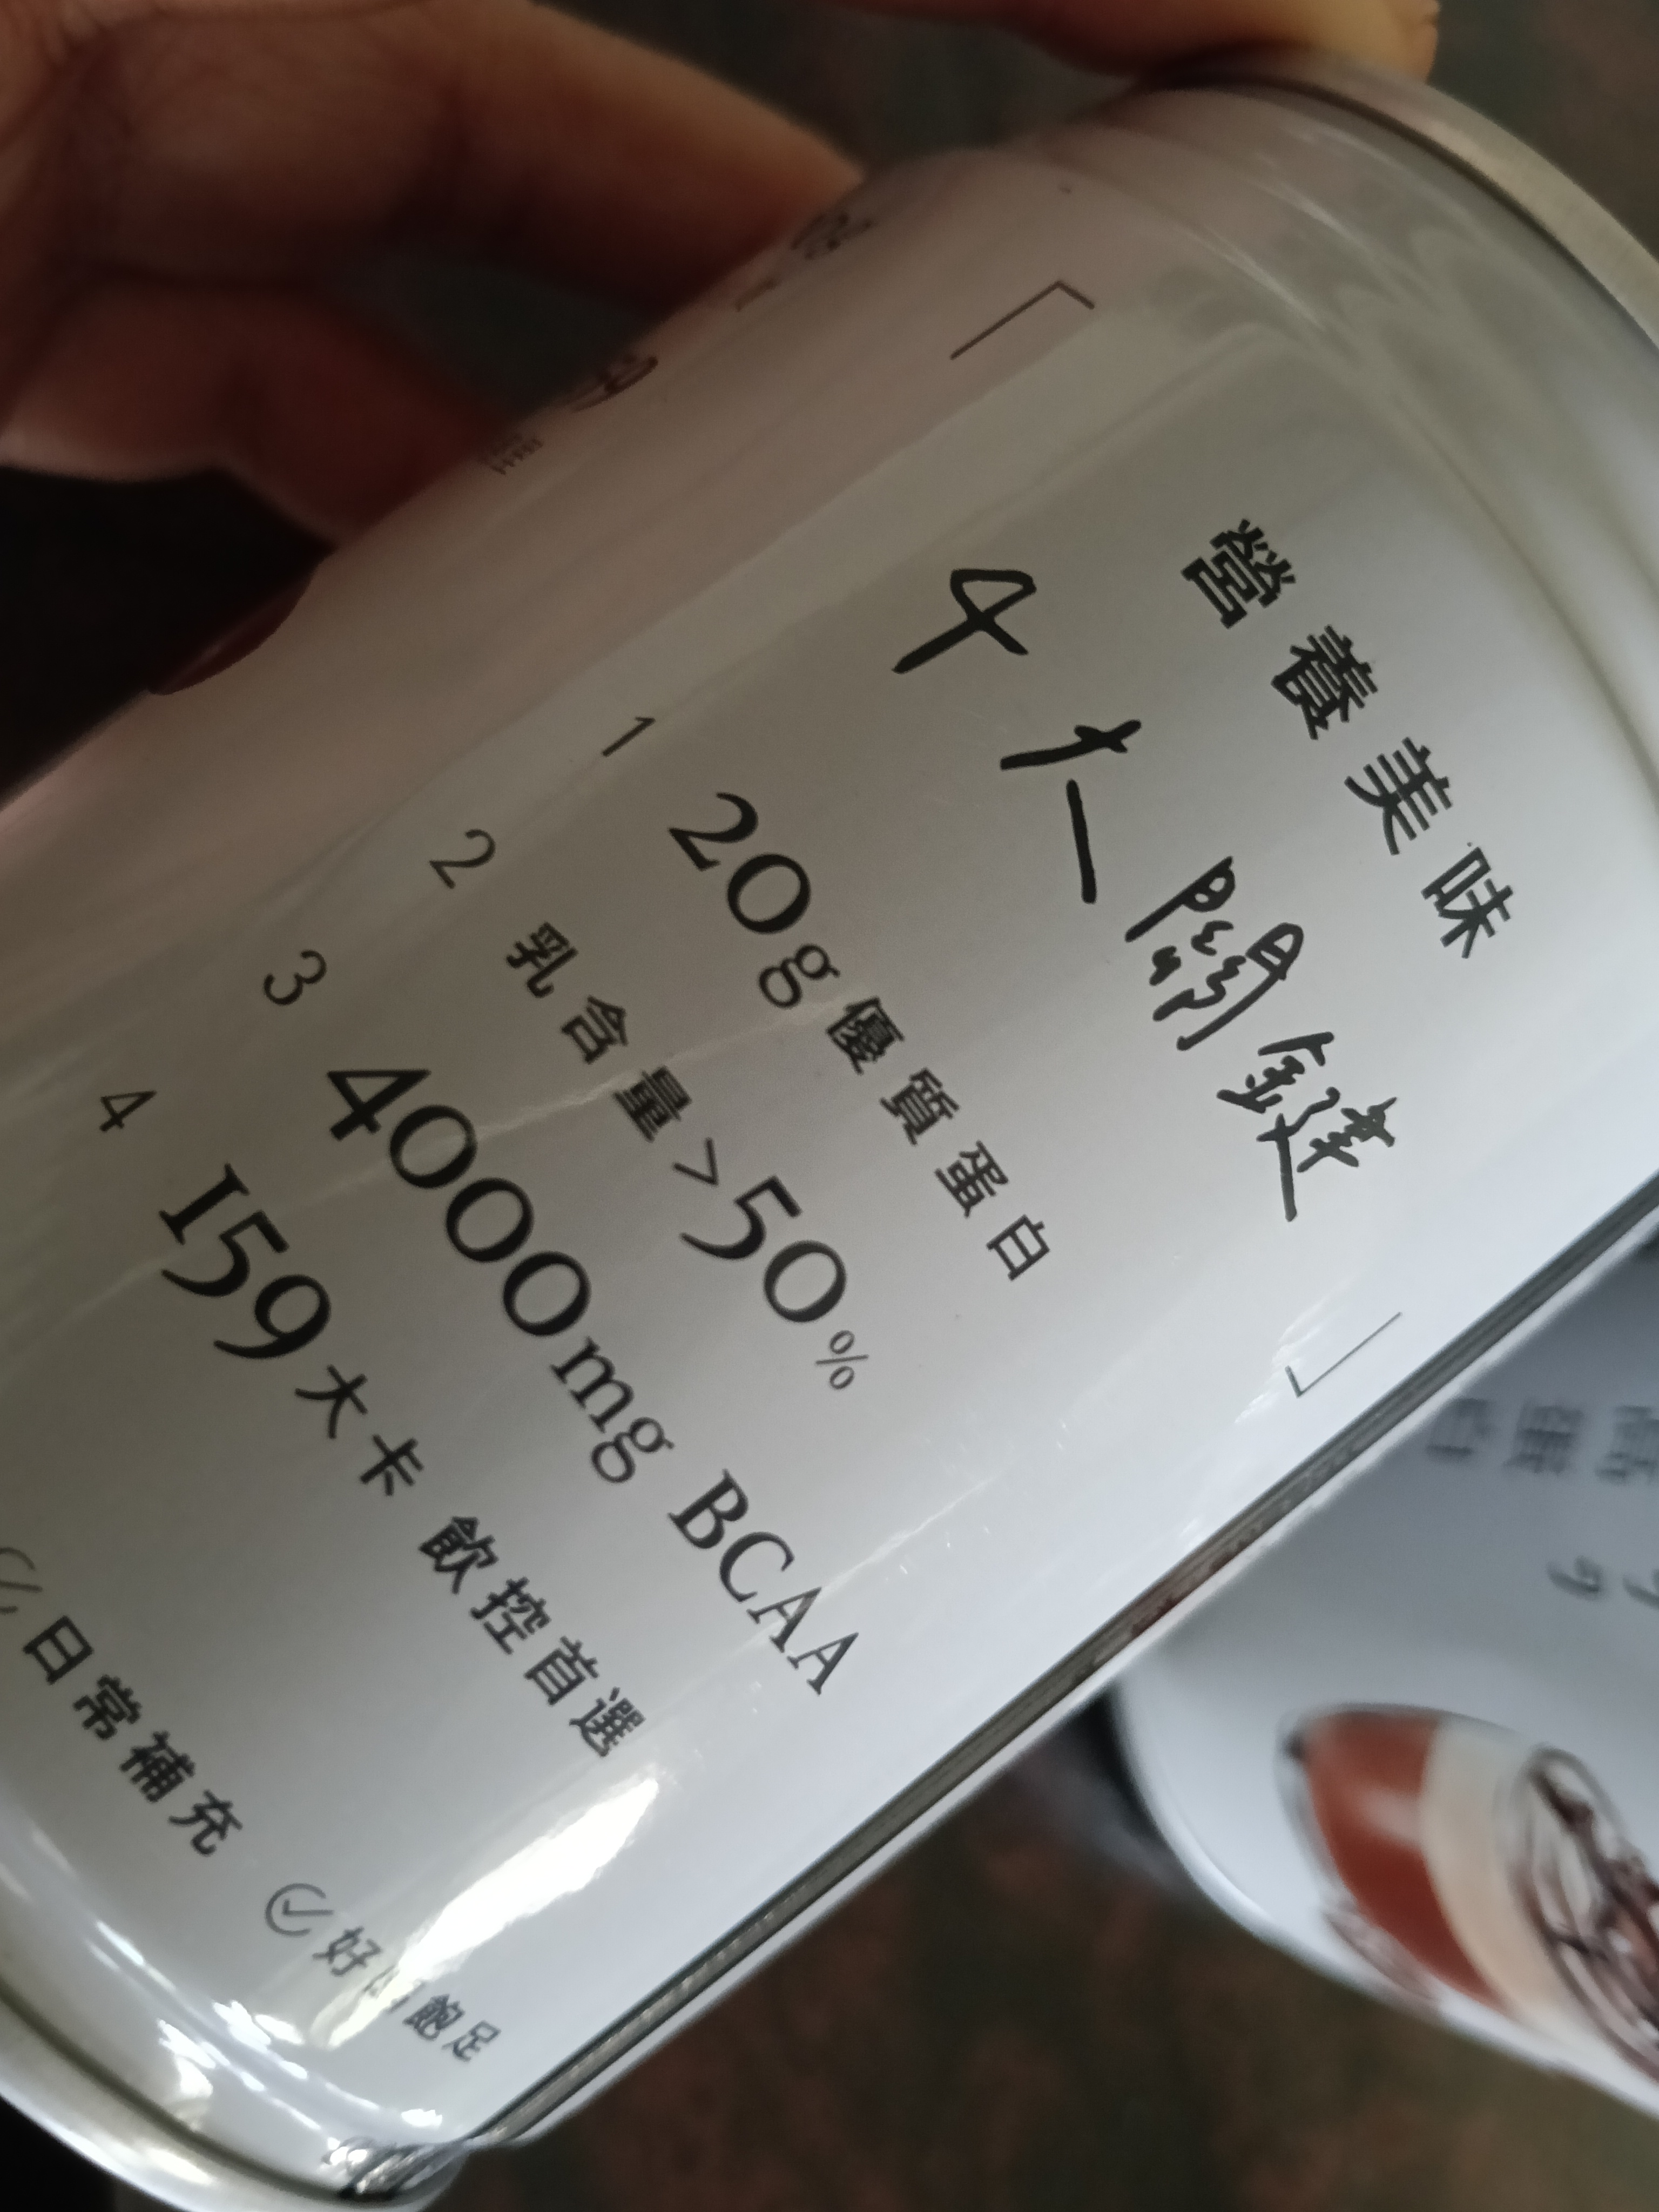 營養美味
4大關鍵
1 20g優質蛋白
2 乳含量>50%
3 4000mg BCAA
4 159大卡 飲控首選
日常補充 好 飽足